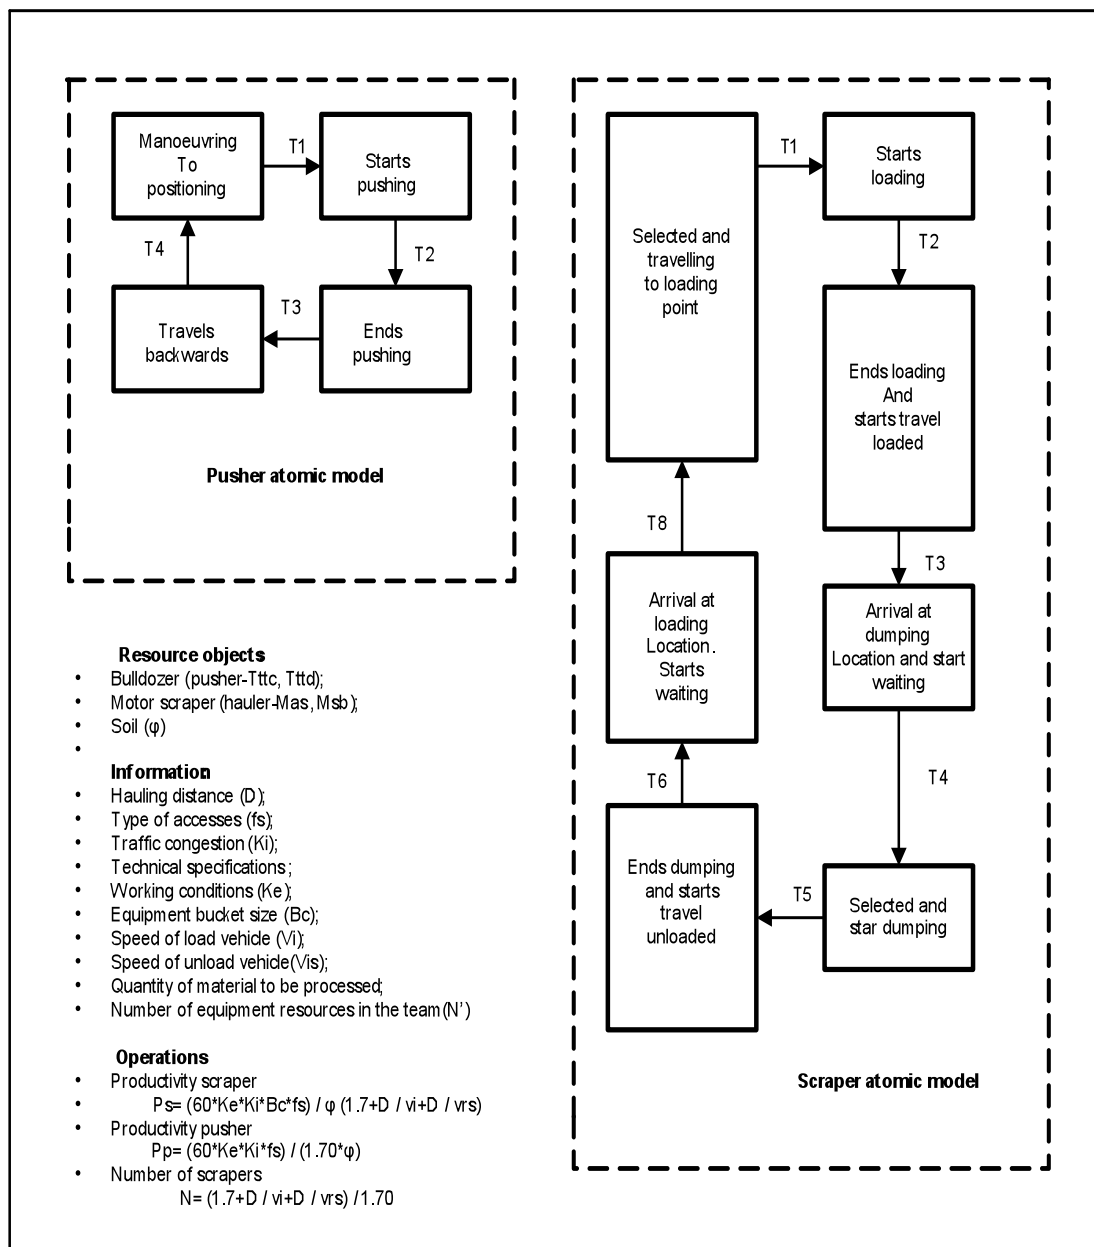 Manoeuvring
To
positioning
T1
Starts
pushing
T4
T2
Travels
backwards
T3
Ends
pushing
Pusher atomic model
Resource objects
• Bulldozer (pusher-Tttc, Tttd);
• Motor scraper (hauler-Mas, Msb);
• Soil (φ)
•
Information:
• Hauling distance (D);
• Type of accesses (fs);
• Traffic congestion (Ki);
• Technical specifications ;
• Working conditions (Ke);
• Equipment bucket size (Bc);
• Speed of load vehicle (Vi);
• Speed of unload vehicle(Vis);
• Quantity of material to be processed;
• Number of equipment resources in the team (N')
Operations
• Productivity scraper
• Ps= (60*Ke*Ki*Bc*fs) / φ (1.7+D / vi+D / vrs)
• Productivity pusher
Pp= (60*Ke*Ki*fs) / (1.70*φ)
• Number of scrapers
N= (1.7+D / vi+D / vrs) / 1.70
Selected and
travelling
to loading
point
T1
Starts
loading
T2
Ends loading
And
starts travel
loaded
T3
Arrival at
dumping
Location and start
waiting
T4
Selected and
star dumping
T5
Ends dumping
and starts
travel
unloaded
T6
Arrival at
loading
Location.
Starts
waiting
T8
Scraper atomic model